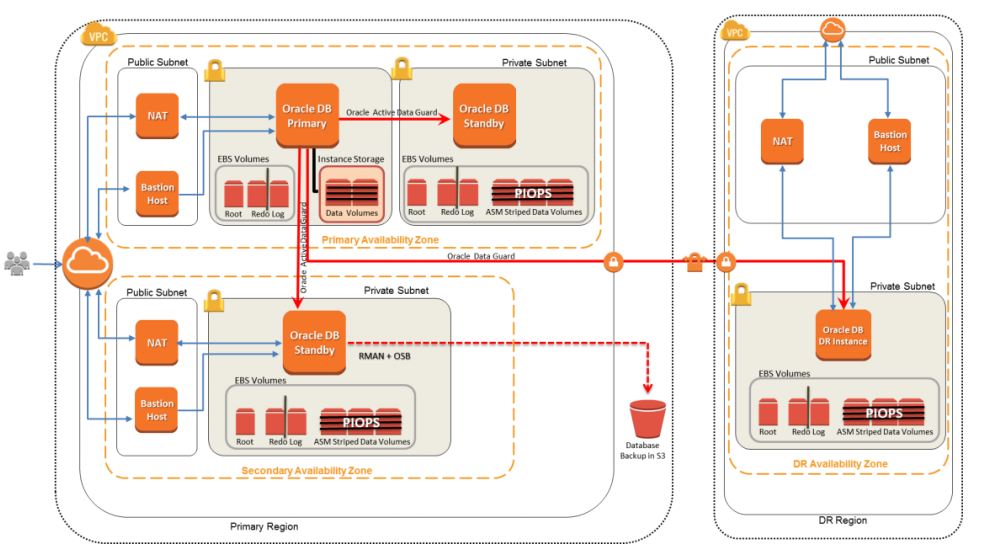 VPC
Public Subnet
Private Subnet
NAT
Oracle DB
Primary
Oracle Active Data Guard
Oracle DB
Standby
Bastion
Host
EBS Volumes
Root
Redo Log
Instance Storage
Data Volumes
EBS Volumes
Root
Redo Log
PIOPS
ASM Striped Data Volumes
Primary Availability Zone
Oracle ActiveDataGuard
Oracle Data Guard
Public Subnet
Private Subnet
NAT
Oracle DB
Standby
RMAN + OSB
Bastion
Host
EBS Volumes
Root
Redo Log
PIOPS
ASM Striped Data Volumes
Database
Backup in S3
Secondary Availability Zone
Primary Region
VPC
Public Subnet
NAT
Bastion
Host
Private Subnet
Oracle DB
DR Instance
EBS Volumes
Root
Redo Log
PIOPS
ASM Striped Data Volumes
DR Availability Zone
DR Region